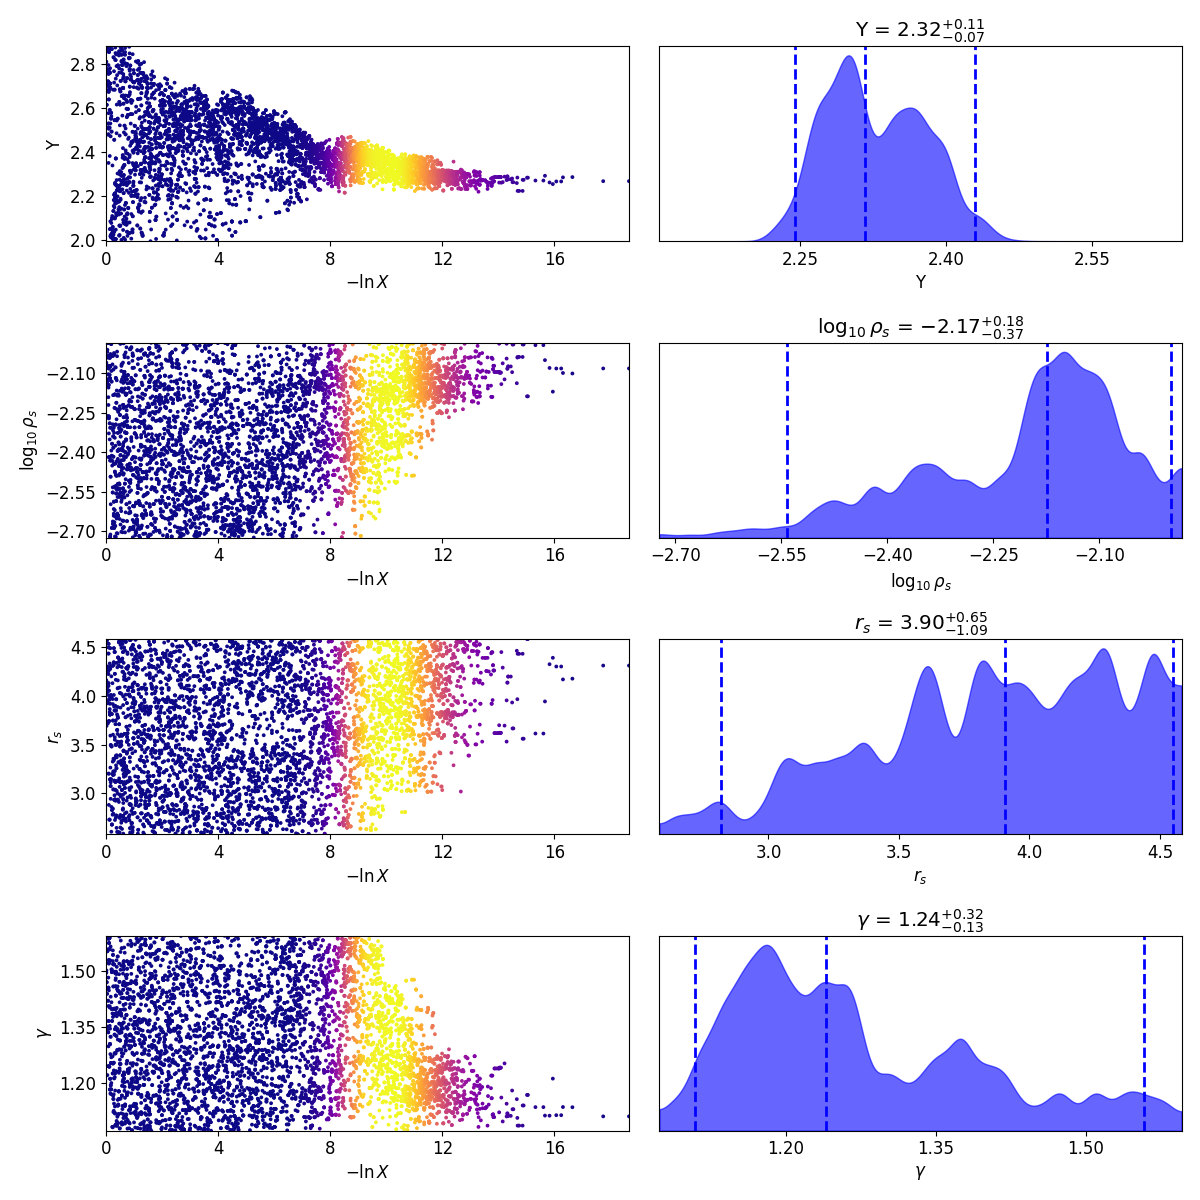 Y = 2.32^{+0.11}_{-0.07}
2.8
2.6
2.4
2.2
2.0
Y
0 4 8 12 16
−ln X
2.25 2.40 2.55
Y
log₁₀ ρₛ = −2.17^{+0.18}_{−0.37}
−2.10
−2.25
−2.40
−2.55
−2.70
log₁₀ ρₛ
0 4 8 12 16
−ln X
−2.70 −2.55 −2.40 −2.25 −2.10
log₁₀ ρₛ
rₛ = 3.90^{+0.65}_{−1.09}
4.5
4.0
3.5
3.0
rₛ
0 4 8 12 16
−ln X
3.0 3.5 4.0 4.5
rₛ
γ = 1.24^{+0.32}_{−0.13}
1.50
1.35
1.20
γ
0 4 8 12 16
−ln X
1.20 1.35 1.50
γ